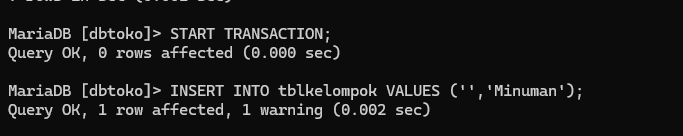 MariaDB [dbtoko]> START TRANSACTION;
Query OK, 0 rows affected (0.000 sec)
MariaDB [dbtoko]> INSERT INTO tblkelompok VALUES ('','Minuman');
Query OK, 1 row affected, 1 warning (0.002 sec)